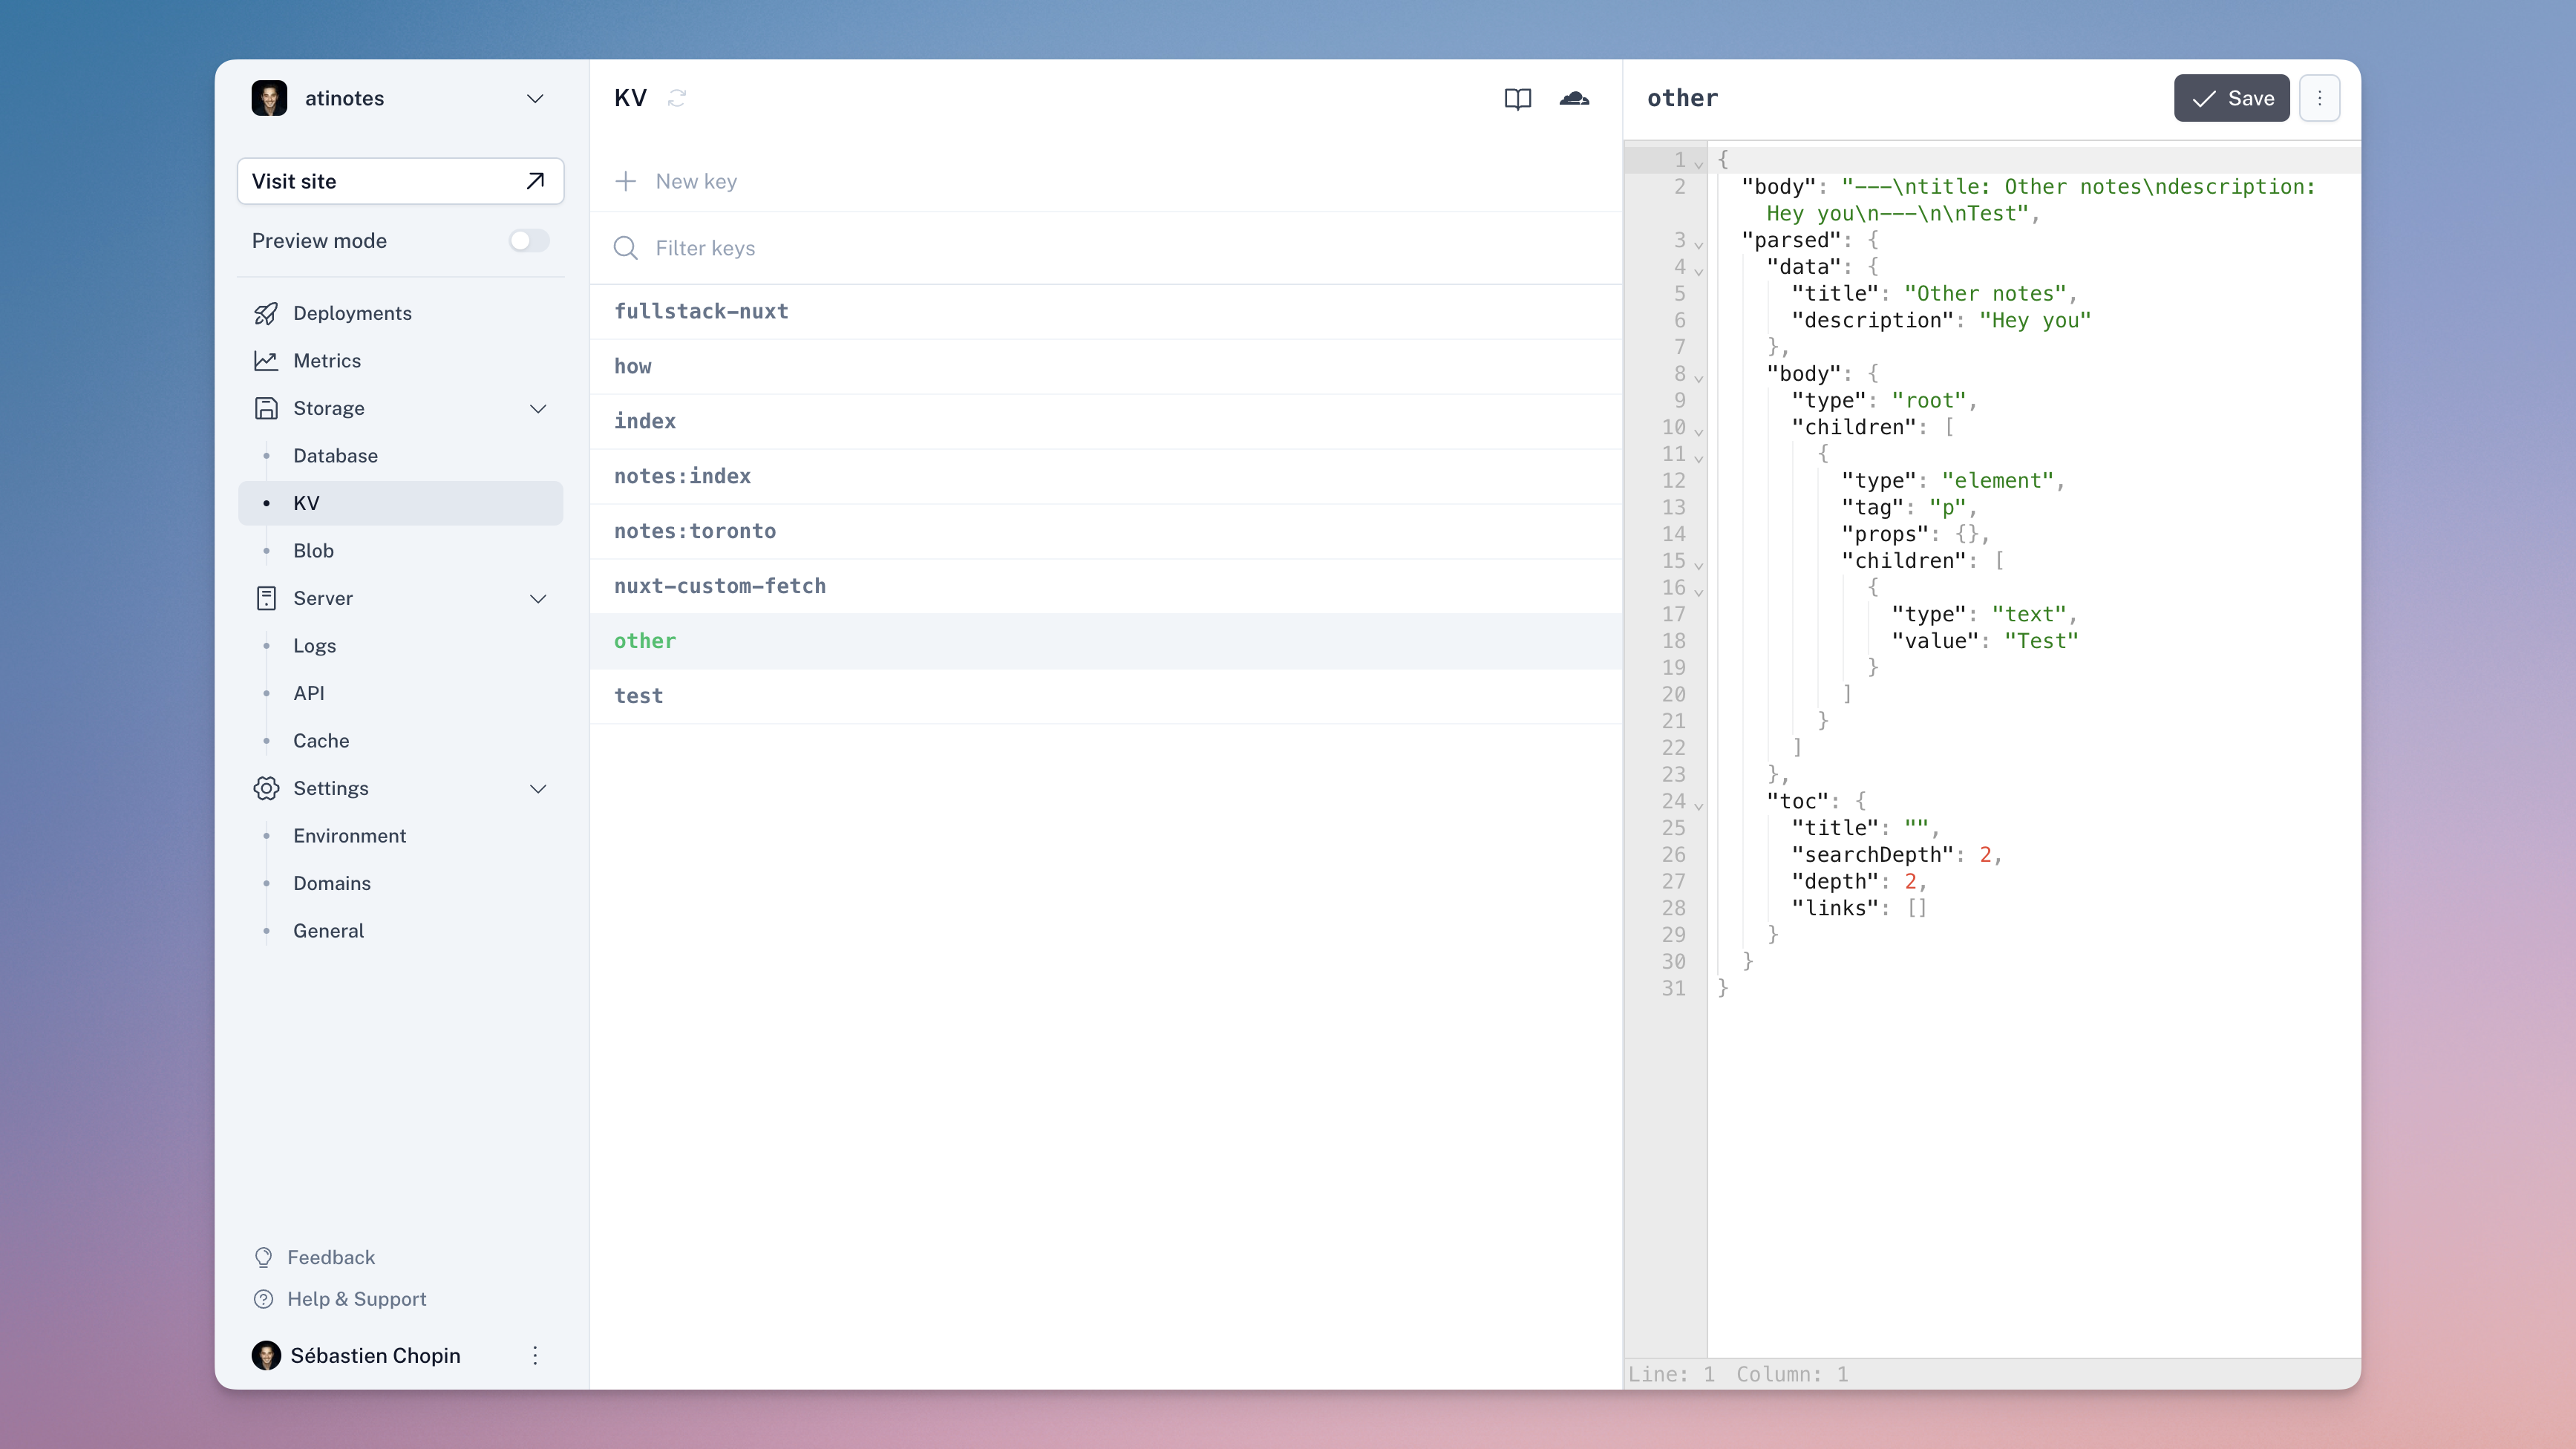 atinotes
Visit site
Preview mode
Deployments
Metrics
Storage
Database
KV
Blob
Server
Logs
API
Cache
Settings
Environment
Domains
General
Feedback
Help & Support
Sébastien Chopin
KV
New key
Filter keys
fullstack-nuxt
how
index
notes:index
notes:toronto
nuxt-custom-fetch
other
test
other
Save
1 {
2 "body": "---\ntitle: Other notes\ndescription:
Hey you\n---\n\nTest",
3 "parsed": {
4 "data": {
5 "title": "Other notes",
6 "description": "Hey you"
7 },
8 "body": {
9 "type": "root",
10 "children": [
11 {
12 "type": "element",
13 "tag": "p",
14 "props": {},
15 "children": [
16 {
17 "type": "text",
18 "value": "Test"
19 }
20 ]
21 }
22 ]
23 },
24 "toc": {
25 "title": "",
26 "searchDepth": 2,
27 "depth": 2,
28 "links": []
29 }
30 }
31 }
Line: 1 Column: 1